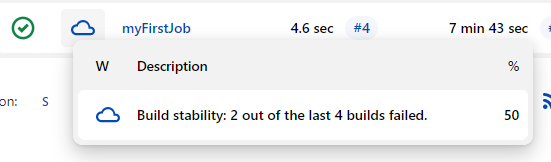 myFirstJob 4.6 sec #4 7 min 43 sec
W Description %
on: S
Build stability: 2 out of the last 4 builds failed. 50